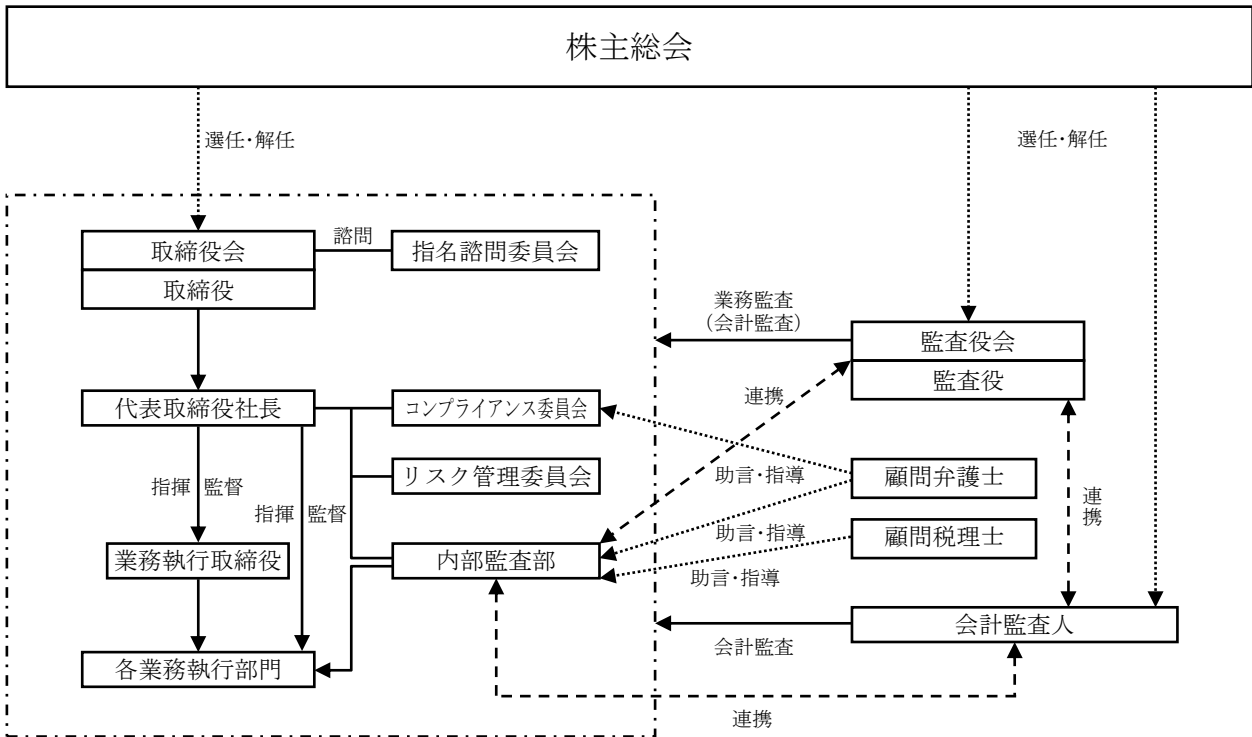 株主総会
選任・解任
選任・解任
取締役会
諮問
指名諮問委員会
取締役
業務監査
（会計監査）
監査役会
監査役
連携
代表取締役社長
コンプライアンス委員会
指揮
監督
リスク管理委員会
助言・指導
顧問弁護士
指揮
監督
連携
業務執行取締役
内部監査部
助言・指導
顧問税理士
助言・指導
会計監査人
会計監査
各業務執行部門
連携